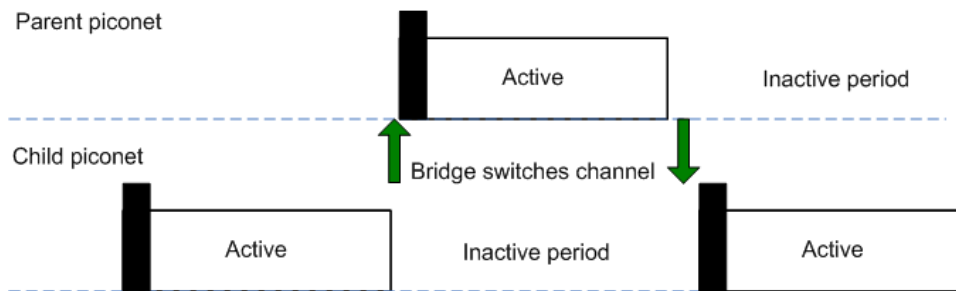 Parent piconet
Active
Inactive period
Child piconet
Bridge switches channel
Active
Inactive period
Active